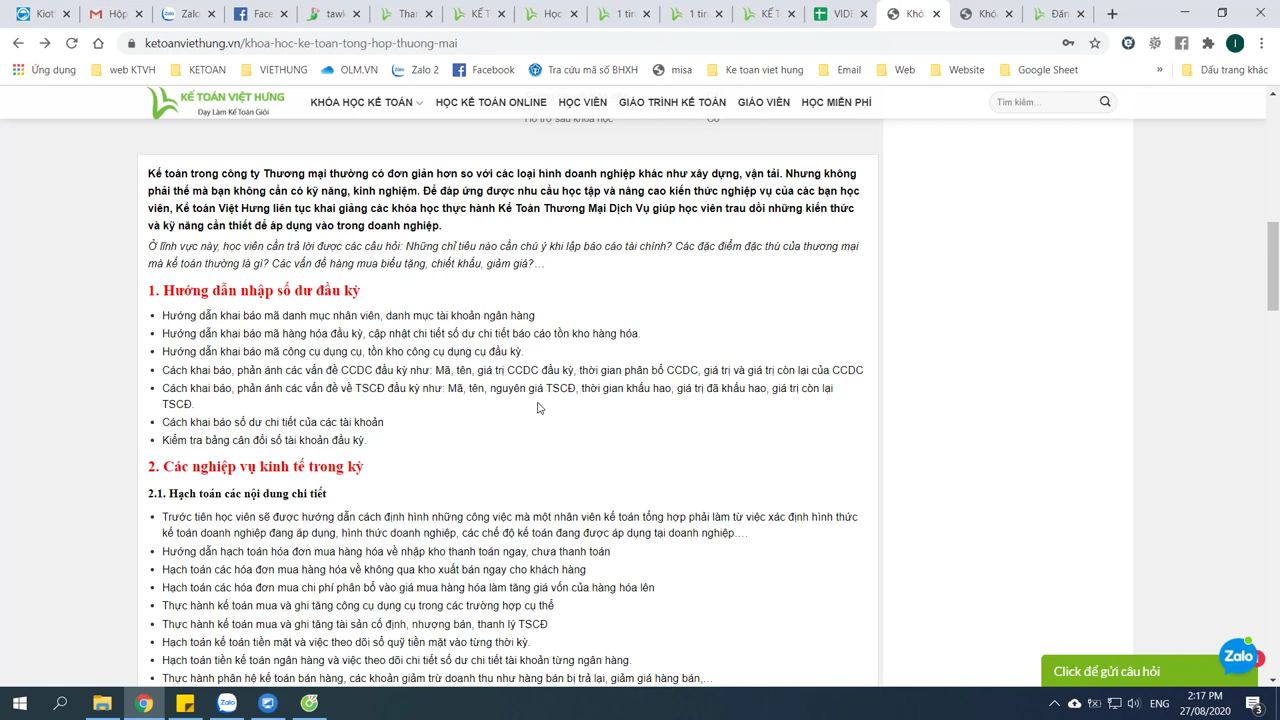 Kiot
Hộp
Zalo
Face
tawk
Thar
KẾ T
Học
1 tin
1 tin
KẾ T
VIDE
Khó
Khó
Đăn
ketoanviethung.vn/khoa-hoc-ke-toan-tong-hop-thuong-mai
Ứng dụng
web KTVH
KETOAN
VIETHUNG
OLM.VN
Zalo 2
Facebook
Tra cứu mã số BHXH
misa
Ke toan viet hung
Email
Web
Website
Google Sheet
»
Dấu trang khác
KẾ TOÁN VIỆT HƯNG
Dạy Làm Kế Toán Giỏi
KHÓA HỌC KẾ TOÁN
HỌC KẾ TOÁN ONLINE
HỌC VIÊN
GIÁO TRÌNH KẾ TOÁN
GIÁO VIÊN
HỌC MIỄN PHÍ
Tìm kiếm...
Hỗ trợ sau khóa học
Có
Kế toán trong công ty Thương mại thường có đơn giản hơn so với các loại hình doanh nghiệp khác như xây dựng, vận tải. Nhưng không
phải thế mà bạn không cần có kỹ năng, kinh nghiệm. Để đáp ứng được nhu cầu học tập và nâng cao kiến thức nghiệp vụ của các bạn học
viên, Kế toán Việt Hưng liên tục khai giảng các khóa học thực hành Kế Toán Thương Mại Dịch Vụ giúp học viên trau dồi những kiến thức
và kỹ năng cần thiết để áp dụng vào trong doanh nghiệp.
Ở lĩnh vực này, học viên cần trả lời được các câu hỏi: Những chỉ tiêu nào cần chú ý khi lập báo cáo tài chính? Các đặc điểm đặc thù của thương mại
mà kế toán thường là gì? Các vấn đề hàng mua biếu tặng, chiết khấu, giảm giá?…
1. Hướng dẫn nhập số dư đầu kỳ
• Hướng dẫn khai báo mã danh mục nhân viên, danh mục tài khoản ngân hàng
• Hướng dẫn khai báo mã hàng hóa đầu kỳ, cập nhật chi tiết số dư chi tiết báo cáo tồn kho hàng hóa.
• Hướng dẫn khai báo mã công cụ dụng cụ, tồn kho công cụ dụng cụ đầu kỳ.
• Cách khai báo, phản ánh các vấn đề CCDC đầu kỳ như: Mã, tên, giá trị CCDC đầu kỳ, thời gian phân bổ CCDC, giá trị và giá trị còn lại của CCDC
• Cách khai báo, phản ánh các vấn đề về TSCĐ đầu kỳ như: Mã, tên, nguyên giá TSCĐ, thời gian khấu hao, giá trị đã khấu hao, giá trị còn lại
TSCĐ.
• Cách khai báo số dư chi tiết của các tài khoản
• Kiểm tra bảng cân đối số tài khoản đầu kỳ.
2. Các nghiệp vụ kinh tế trong kỳ
2.1. Hạch toán các nội dung chi tiết
• Trước tiên học viên sẽ được hướng dẫn cách định hình những công việc mà một nhân viên kế toán tổng hợp phải làm từ việc xác định hình thức
kế toán doanh nghiệp đang áp dụng, hình thức doanh nghiệp, các chế độ kế toán đang được áp dụng tại doanh nghiệp….
• Hướng dẫn hạch toán hóa đơn mua hàng hóa về nhập kho thanh toán ngay, chưa thanh toán
• Hạch toán các hóa đơn mua hàng hóa về không qua kho xuất bán ngay cho khách hàng
• Hạch toán các hóa đơn mua chi phí phân bổ vào giá mua hàng hóa làm tăng giá vốn của hàng hóa lên
• Thực hành kế toán mua và ghi tăng công cụ dụng cụ trong các trường hợp cụ thể
• Thực hành kế toán mua và ghi tăng tài sản cố định, nhượng bán, thanh lý TSCĐ
• Hạch toán kế toán tiền mặt và việc theo dõi sổ quỹ tiền mặt vào từng thời kỳ.
• Hạch toán tiền kế toán ngân hàng và việc theo dõi chi tiết số dư chi tiết tài khoản từng ngân hàng.
• Thực hành phân hệ kế toán bán hàng, các khoản giảm trừ doanh thu như hàng bán bị trả lại, giảm giá hàng bán,…
Click để gửi câu hỏi
Zalo
ENG
2:17 PM
27/08/2020
3